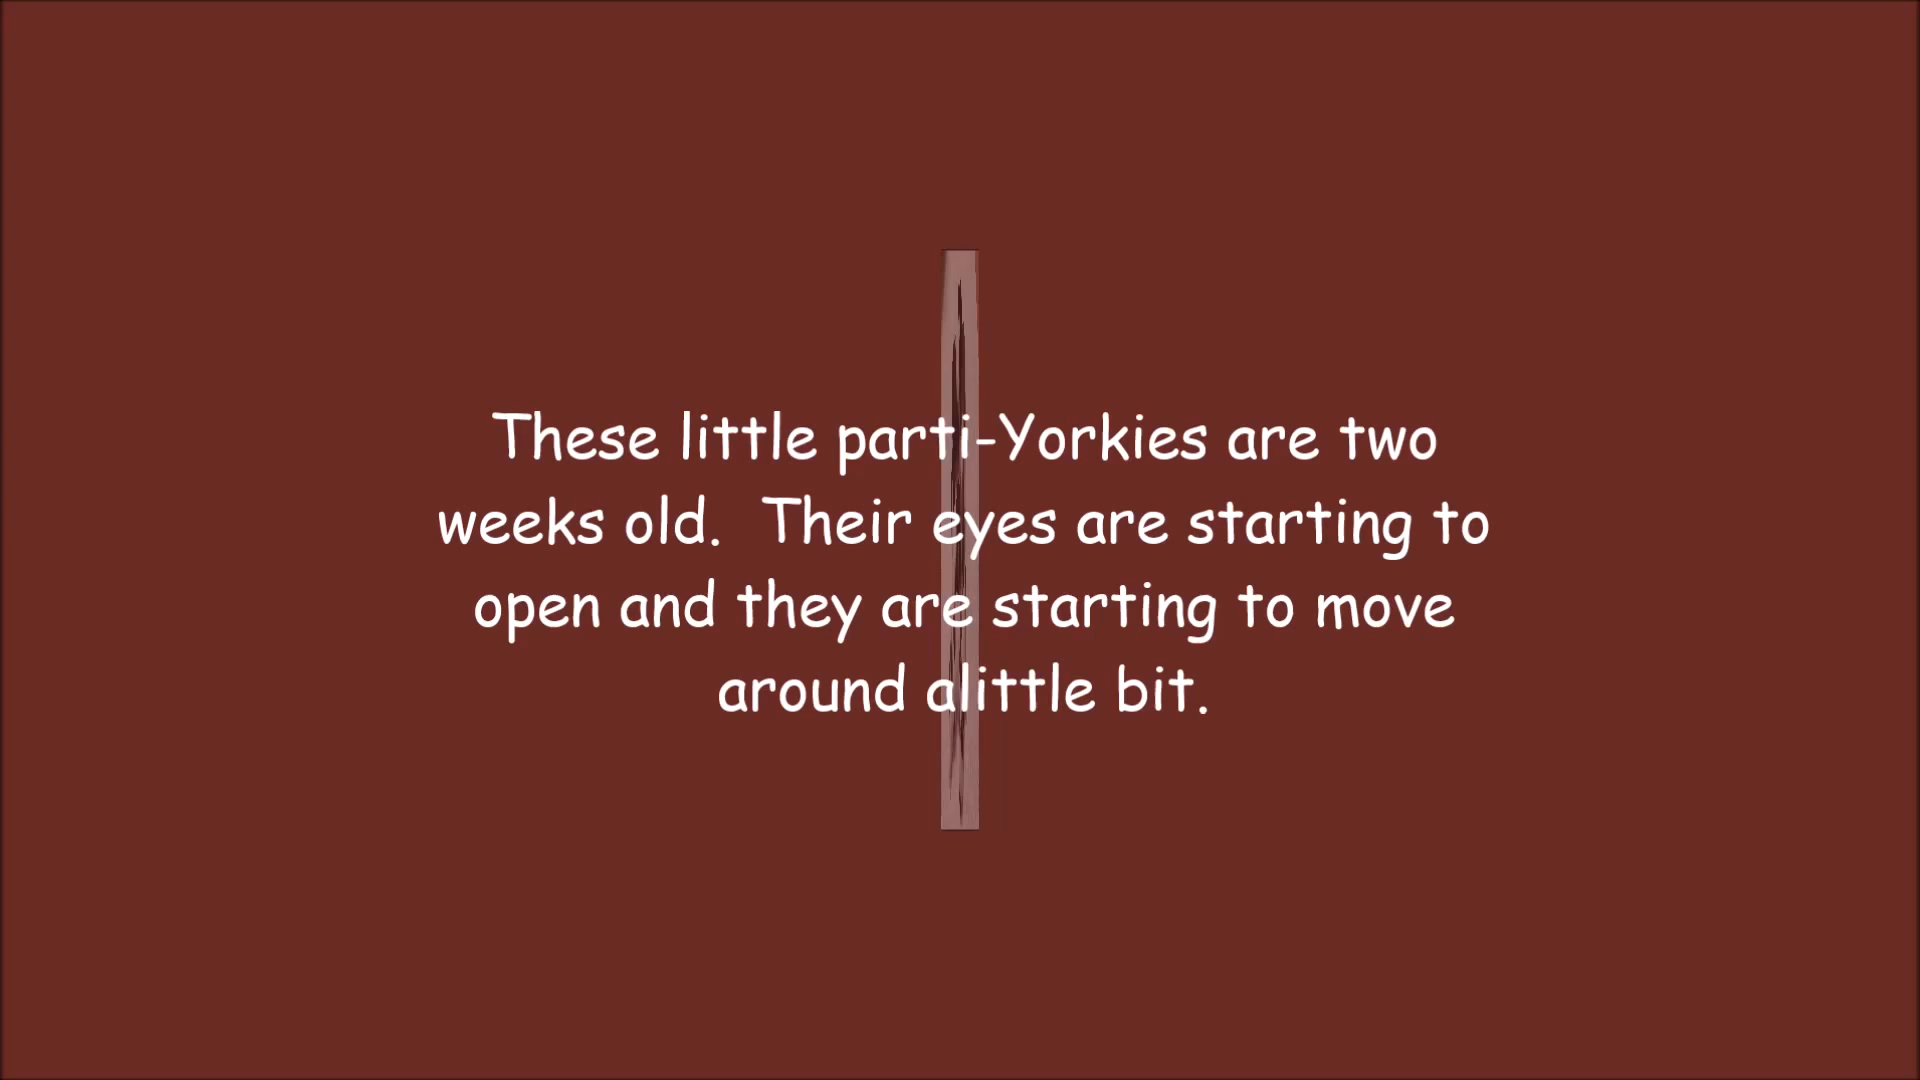 These little parti-Yorkies are two
weeks old.  Their eyes are starting to
open and they are starting to move
around alittle bit.